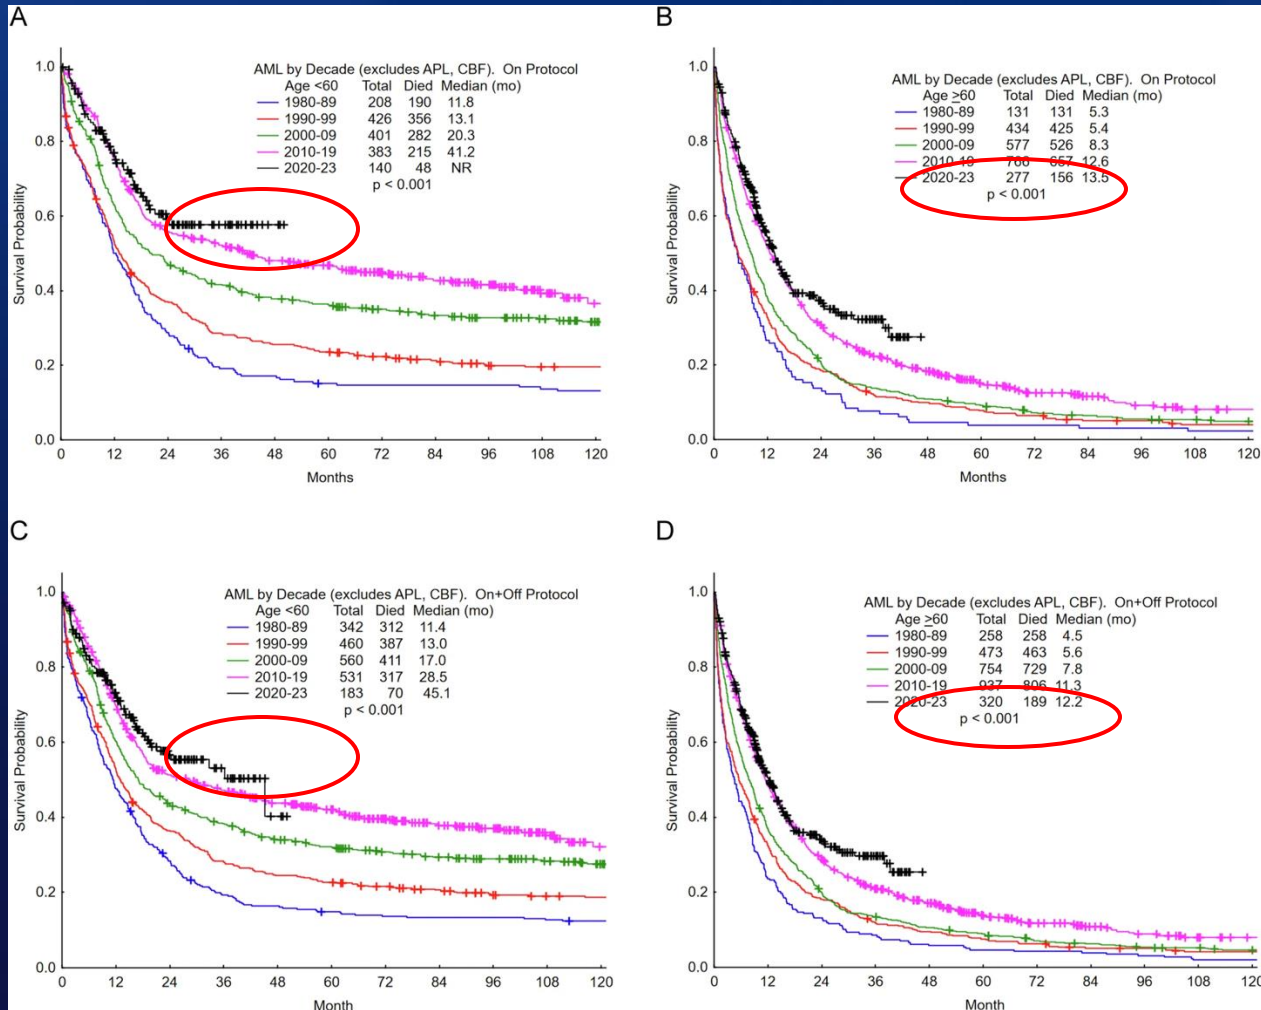 A
AML by Decade (excludes APL, CBF).  On Protocol
Age <60 Total Died Median (mo)
1980-89 208 190 11.8
1990-99 426 356 13.1
2000-09 401 282 20.3
2010-19 383 215 41.2
2020-23 140 48 NR
p < 0.001
1.0
0.8
0.6
0.4
0.2
0.0
Survival Probability
0 12 24 36 48 60 72 84 96 108 120
Months
B
AML by Decade (excludes APL, CBF).  On Protocol
Age ≥60 Total Died Median (mo)
1980-89 131 131 5.3
1990-99 434 425 5.4
2000-09 577 526 8.3
2010-19 657 12.6
2020-23 277 156 13.5
p < 0.001
1.0
0.8
0.6
0.4
0.2
0.0
Survival Probability
0 12 24 36 48 60 72 84 96 108 120
Months
C
AML by Decade (excludes APL, CBF).  On+Off Protocol
Age <60 Total Died Median (mo)
1980-89 342 312 11.4
1990-99 460 387 13.0
2000-09 560 411 17.0
2010-19 531 317 28.5
2020-23 183 70 45.1
p < 0.001
1.0
0.8
0.6
0.4
0.2
0.0
Survival Probability
0 12 24 36 48 60 72 84 96 108 120
Month
D
AML by Decade (excludes APL, CBF).  On+Off Protocol
Age ≥60 Total Died Median (mo)
1980-89 258 258 4.5
1990-99 473 463 5.6
2000-09 754 729 7.8
2010-19 937 806 11.3
2020-23 320 189 12.2
p < 0.001
1.0
0.8
0.6
0.4
0.2
0.0
Survival Probability
0 12 24 36 48 60 72 84 96 108 120
Month